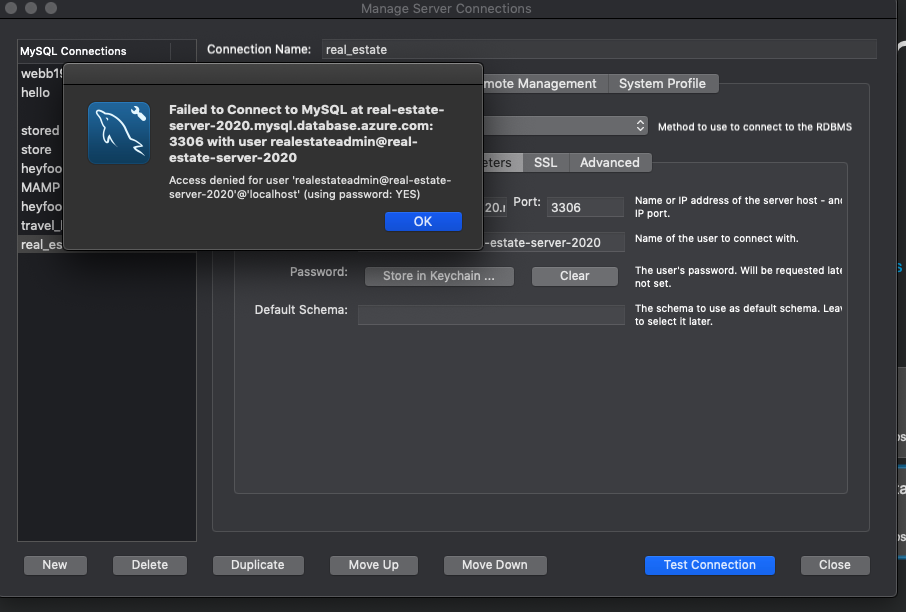 Manage Server Connections
MySQL Connections
webb19
hello
stored
store
heyfoo
MAMP
heyfoo
travel_
real_es
Connection Name: real_estate
mote Management System Profile
Method to use to connect to the RDBMS
eters SSL Advanced
20.r Port: 3306 Name or IP address of the server host - and
IP port.
-estate-server-2020 Name of the user to connect with.
Password: Store in Keychain ... Clear The user's password. Will be requested late
not set.
Default Schema: The schema to use as default schema. Lea
to select it later.
Failed to Connect to MySQL at real-estate-
server-2020.mysql.database.azure.com:
3306 with user realestateadmin@real-
estate-server-2020
Access denied for user 'realestateadmin@real-estate-
server-2020'@'localhost' (using password: YES)
OK
New Delete Duplicate Move Up Move Down Test Connection Close